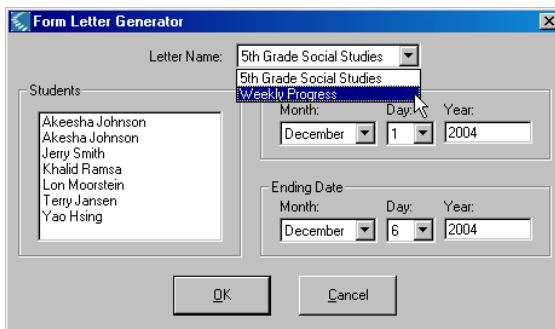 Form Letter Generator
Letter Name: 5th Grade Social Studies
5th Grade Social Studies
Weekly Progress
Students
Akeesha Johnson
Akesha Johnson
Jerry Smith
Khalid Ramsa
Lon Moorstein
Terry Jansen
Yao Hsing
Month: Day: Year:
December 1 2004
Ending Date
Month: Day: Year:
December 6 2004
OK Cancel